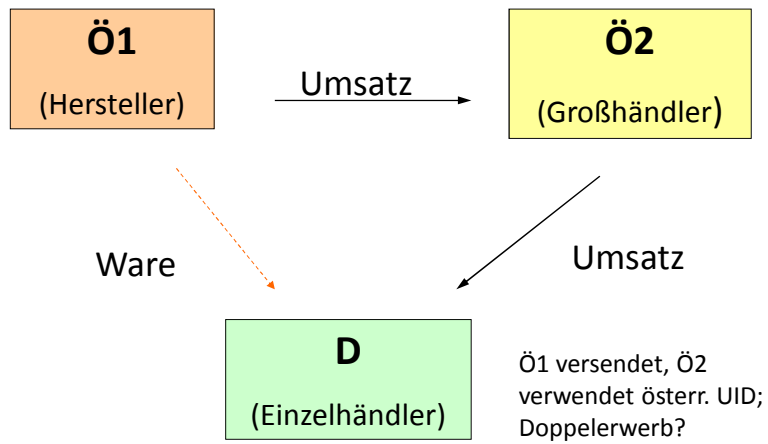 Ö1
(Hersteller)
Umsatz
Ö2
(Großhändler)
Ware
Umsatz
D
(Einzelhändler)
Ö1 versendet, Ö2
verwendet österr. UID;
Doppelerwerb?